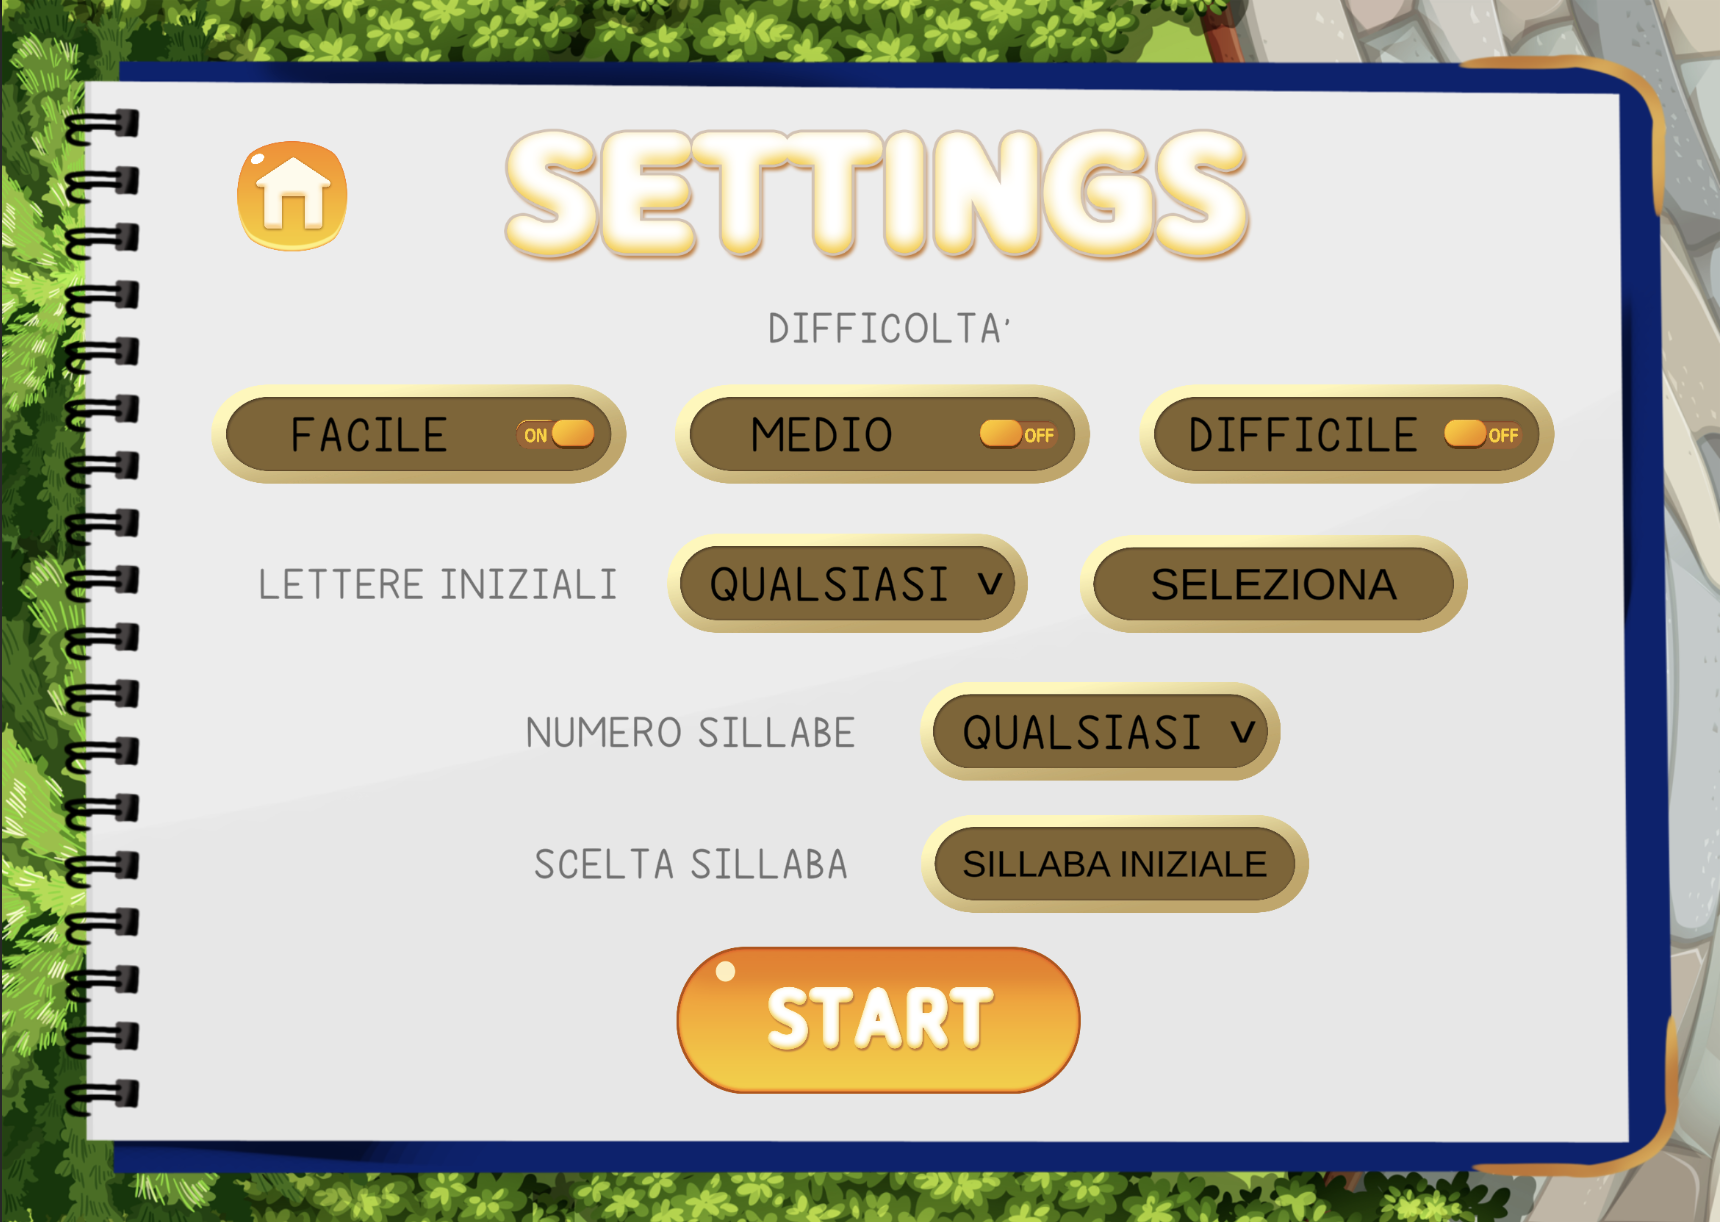 SETTINGS
DIFFICOLTA'
FACILE ON MEDIO OFF DIFFICILE OFF
LETTERE INIZIALI QUALSIASI V SELEZIONA
NUMERO SILLABE QUALSIASI V
SCELTA SILLABA SILLABA INIZIALE
START